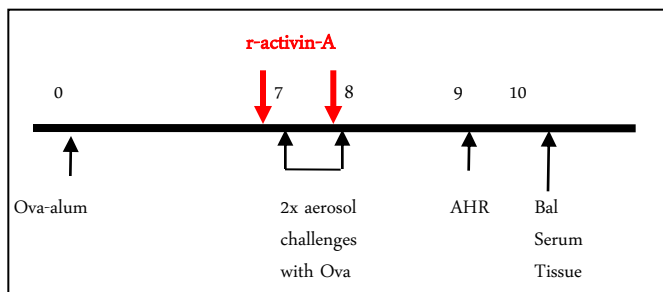 r-activin-A
0 7 8 9 10
Ova-alum 2x aerosol AHR Bal
challenges Serum
with Ova Tissue